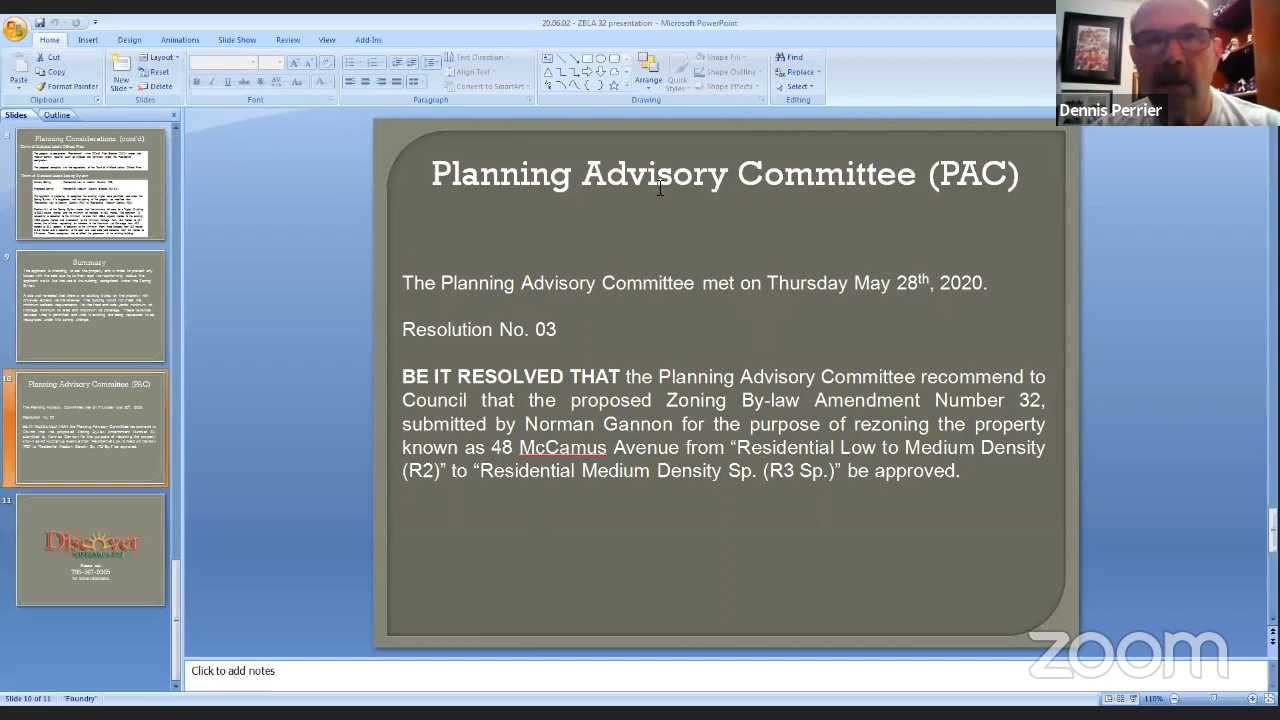 20.06.02 - ZBLA 32 presentation - Microsoft PowerPoint
Home Insert Design Animations Slide Show Review View Add-Ins
Paste
Cut
Copy
Format Painter
Clipboard
New Slide
Layout
Reset
Delete
Slides
Font
Text Direction
Align Text
Convert to SmartArt
Paragraph
Arrange
Quick Styles
Shape Fill
Shape Outline
Shape Effects
Drawing
Find
Replace
Select
Editing
Dennis Perrier
Slides Outline
8
Planning Considerations (cont'd)
9
Summary
10
Planning Advisory Committee (PAC)
11
Discover
Planning Advisory Committee (PAC)
The Planning Advisory Committee met on Thursday May 28th, 2020.
Resolution No. 03
BE IT RESOLVED THAT the Planning Advisory Committee recommend to
Council that the proposed Zoning By-law Amendment Number 32,
submitted by Norman Gannon for the purpose of rezoning the property
known as 48 McCamus Avenue from “Residential Low to Medium Density
(R2)” to “Residential Medium Density Sp. (R3 Sp.)” be approved.
zoom
Click to add notes
Slide 10 of 11 "Foundry" 110%